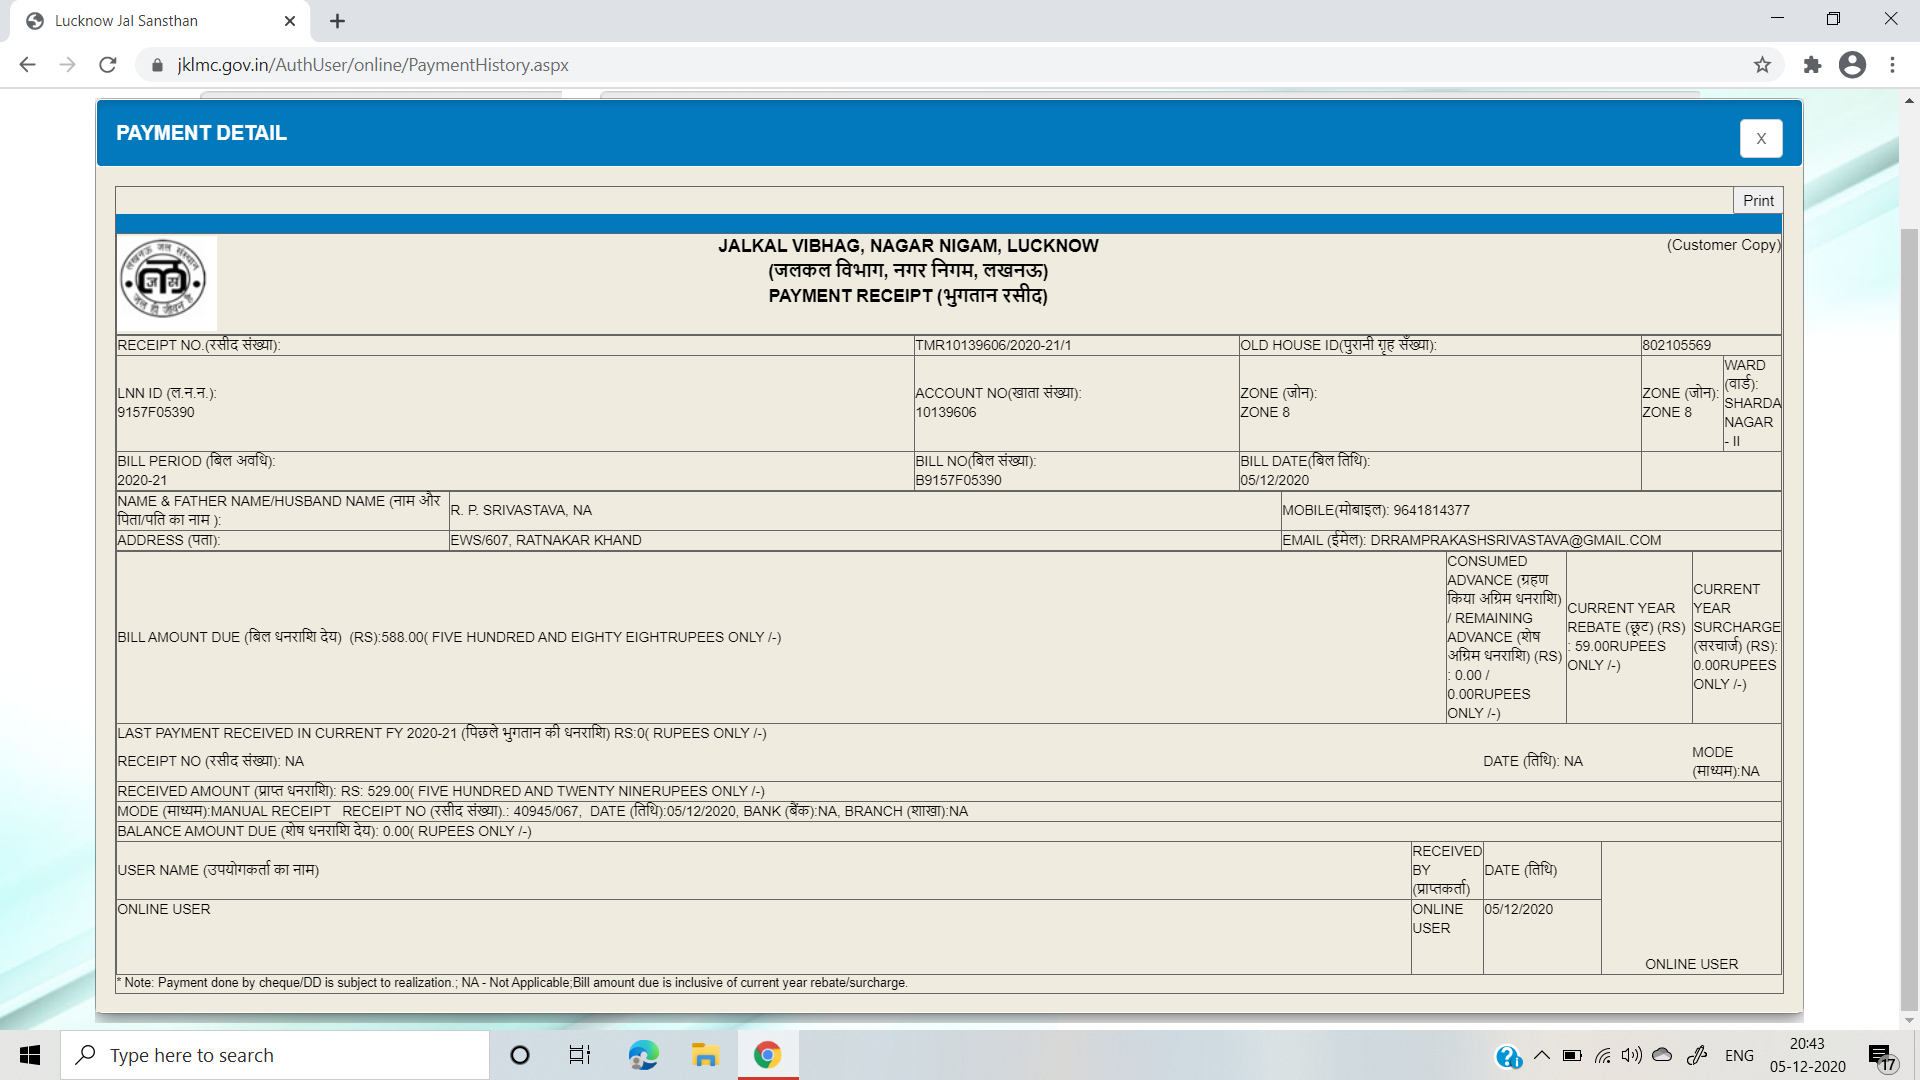 Lucknow Jal Sansthan
jklmc.gov.in/AuthUser/online/PaymentHistory.aspx
PAYMENT DETAIL
X
Print
लखनऊ जल संस्थान
ज सं
जल ही जीवन है
JALKAL VIBHAG, NAGAR NIGAM, LUCKNOW
(जलकल विभाग, नगर निगम, लखनऊ)
PAYMENT RECEIPT (भुगतान रसीद)
(Customer Copy)
RECEIPT NO.(रसीद संख्या): TMR10139606/2020-21/1 OLD HOUSE ID(पुरानी गृह सँख्या): 802105569
LNN ID (ल.न.न.):
9157F05390
ACCOUNT NO(खाता संख्या):
10139606
ZONE (जोन):
ZONE 8
ZONE (जोन):
ZONE 8
WARD
(वार्ड):
SHARDA
NAGAR
- II
BILL PERIOD (बिल अवधि):
2020-21
BILL NO(बिल संख्या):
B9157F05390
BILL DATE(बिल तिथि):
05/12/2020
NAME & FATHER NAME/HUSBAND NAME (नाम और
पिता/पति का नाम ):
R. P. SRIVASTAVA, NA
MOBILE(मोबाइल): 9641814377
ADDRESS (पता): EWS/607, RATNAKAR KHAND EMAIL (ईमेल): DRRAMPRAKASHSRIVASTAVA@GMAIL.COM
BILL AMOUNT DUE (बिल धनराशि देय) (RS):588.00( FIVE HUNDRED AND EIGHTY EIGHTRUPEES ONLY /-)
CONSUMED
ADVANCE (ग्रहण
किया अग्रिम धनराशि)
/ REMAINING
ADVANCE (शेष
अग्रिम धनराशि) (RS)
: 0.00 /
0.00RUPEES
ONLY /-)
CURRENT YEAR
REBATE (छूट) (RS)
: 59.00RUPEES
ONLY /-)
CURRENT
YEAR
SURCHARGE
(सरचार्ज) (RS):
0.00RUPEES
ONLY /-)
LAST PAYMENT RECEIVED IN CURRENT FY 2020-21 (पिछले भुगतान की धनराशि) RS:0( RUPEES ONLY /-)
RECEIPT NO (रसीद संख्या): NA
DATE (तिथि): NA
MODE
(माध्यम):NA
RECEIVED AMOUNT (प्राप्त धनराशि): RS: 529.00( FIVE HUNDRED AND TWENTY NINERUPEES ONLY /-)
MODE (माध्यम):MANUAL RECEIPT RECEIPT NO (रसीद संख्या).: 40945/067, DATE (तिथि):05/12/2020, BANK (बैंक):NA, BRANCH (शाखा):NA
BALANCE AMOUNT DUE (शेष धनराशि देय): 0.00( RUPEES ONLY /-)
USER NAME (उपयोगकर्ता का नाम)
RECEIVED
BY
(प्राप्तकर्ता)
DATE (तिथि)
ONLINE USER
ONLINE
USER
05/12/2020
ONLINE USER
* Note: Payment done by cheque/DD is subject to realization.; NA - Not Applicable;Bill amount due is inclusive of current year rebate/surcharge.
Type here to search
ENG
20:43
05-12-2020
17